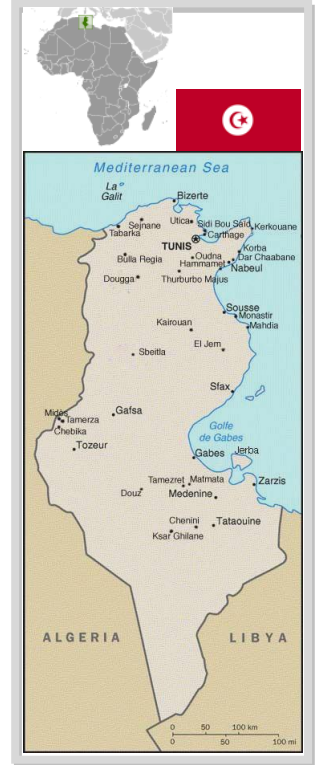 Mediterranean Sea
La
Galit
Bizerte
Utica
Sidi Bou Saïd
Sejnane
Kerkouane
Tabarka
Carthage
TUNIS
Korba
Bulla Regia
Oudna
Dar Chaabane
Hammamet
Nabeul
Dougga
Thurburbo Majus
Sousse
Monastir
Kairouan
Mahdia
El Jem
Sbeitla
Sfax
Midès
Gafsa
Tamerza
Chebika
Golfe
de Gabes
Tozeur
Gabes
Jerba
Tamezret
Matmata
Zarzis
Douz
Medenine
Chenini
Tataouine
Ksar Ghilane
ALGERIA
LIBYA
0 50 100 km
0 50 100 mi